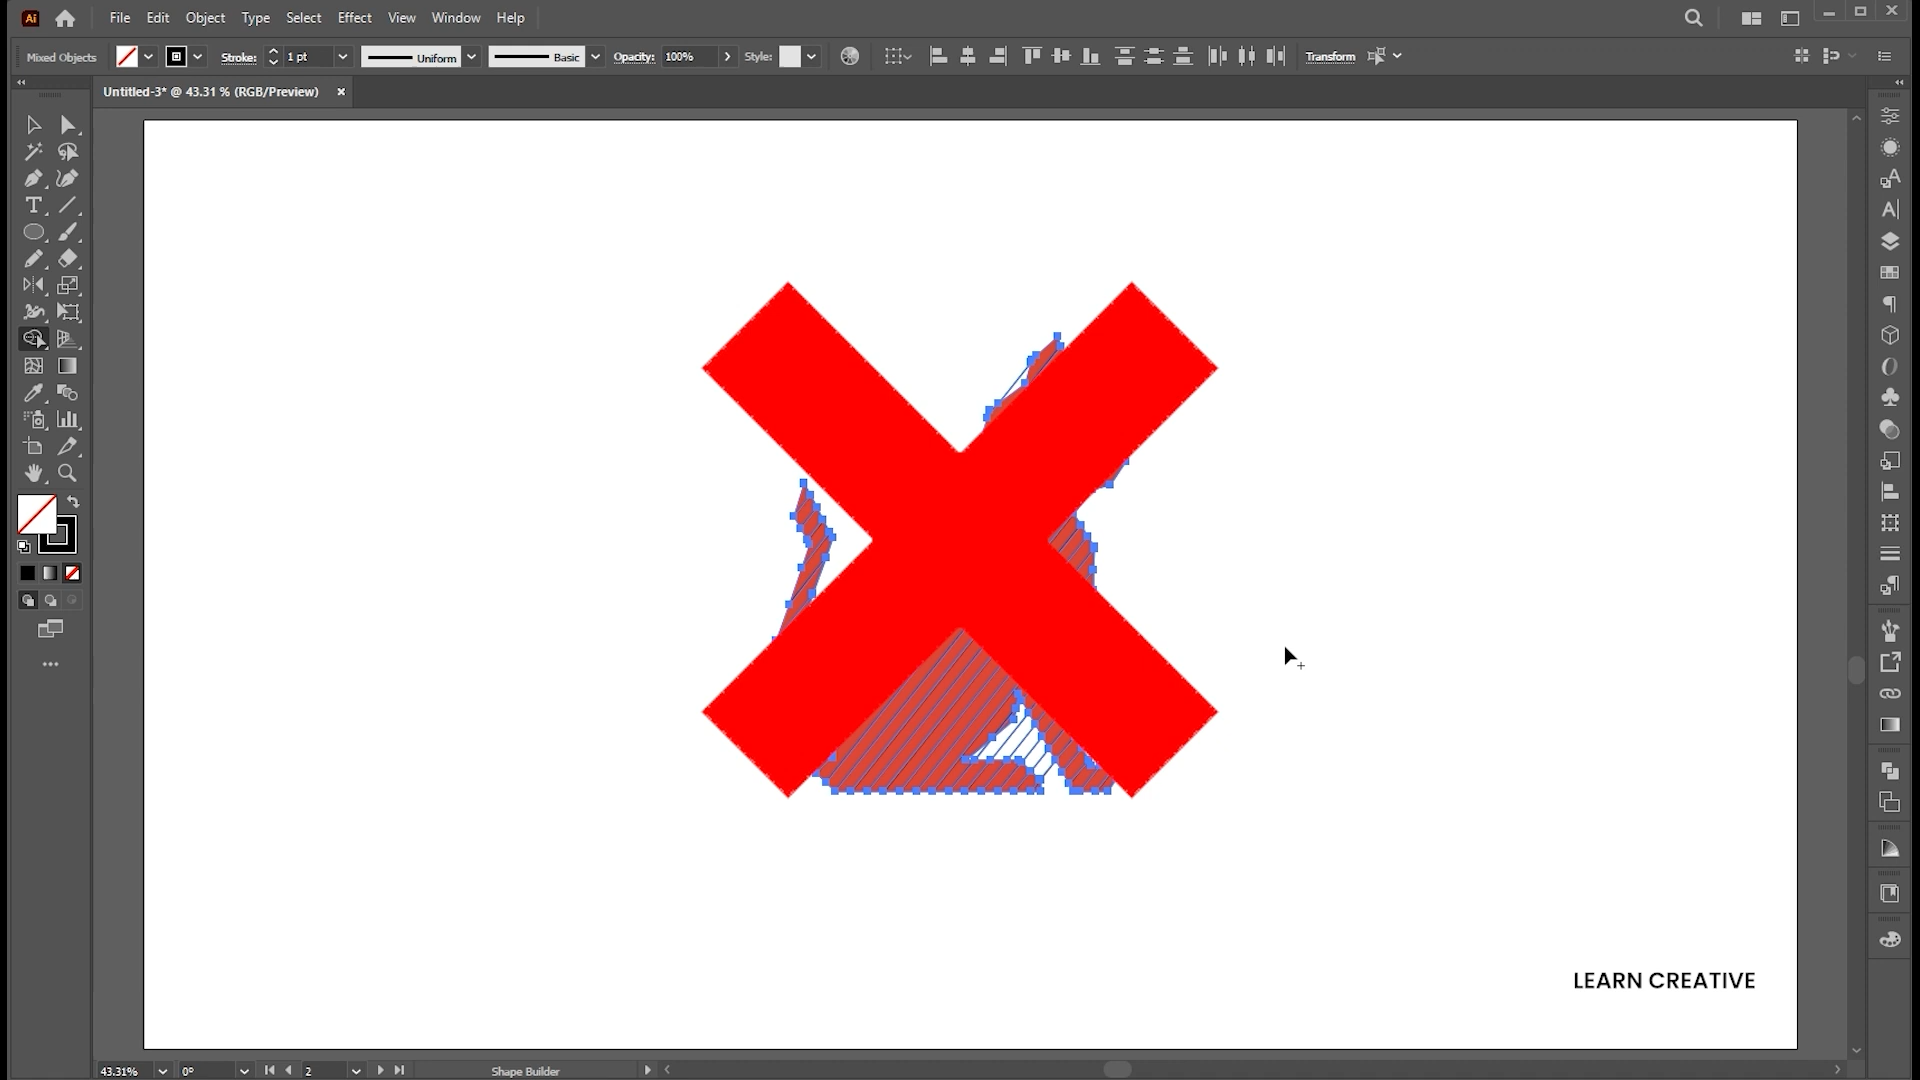 Ai File Edit Object Type Select Effect View Window Help
Mixed Objects Stroke: 1 pt Uniform Basic Opacity: 100% Style: Transform
Untitled-3* @ 43.31 % (RGB/Preview) ×
LEARN CREATIVE
43.31% 0° 2 Shape Builder